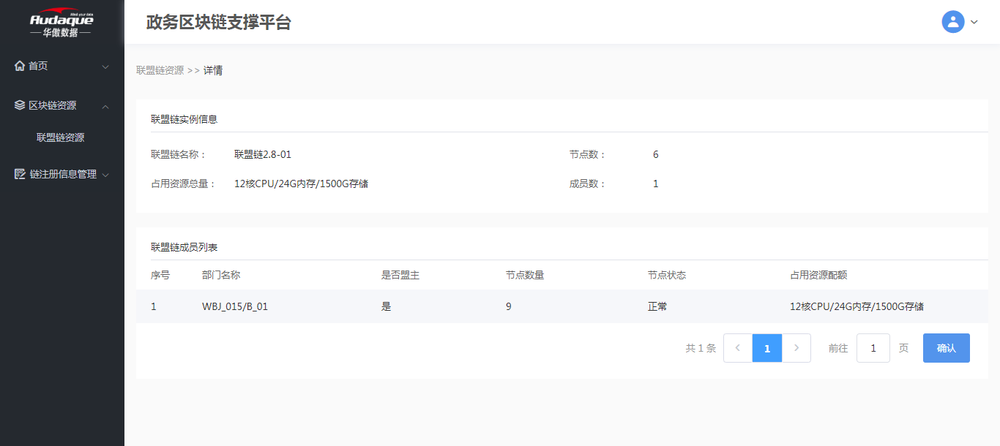 Mind your data
Audaque
华傲数据
政务区块链支撑平台
首页
区块链资源
联盟链资源
链注册信息管理
联盟链资源 >> 详情
联盟链实例信息
联盟链名称： 联盟链2.8-01 节点数： 6
占用资源总量： 12核CPU/24G内存/1500G存储 成员数： 1
联盟链成员列表
序号 部门名称 是否盟主 节点数量 节点状态 占用资源配额
1 WBJ_015/B_01 是 9 正常 12核CPU/24G内存/1500G存储
共 1 条 < 1 > 前往 1 页 确认